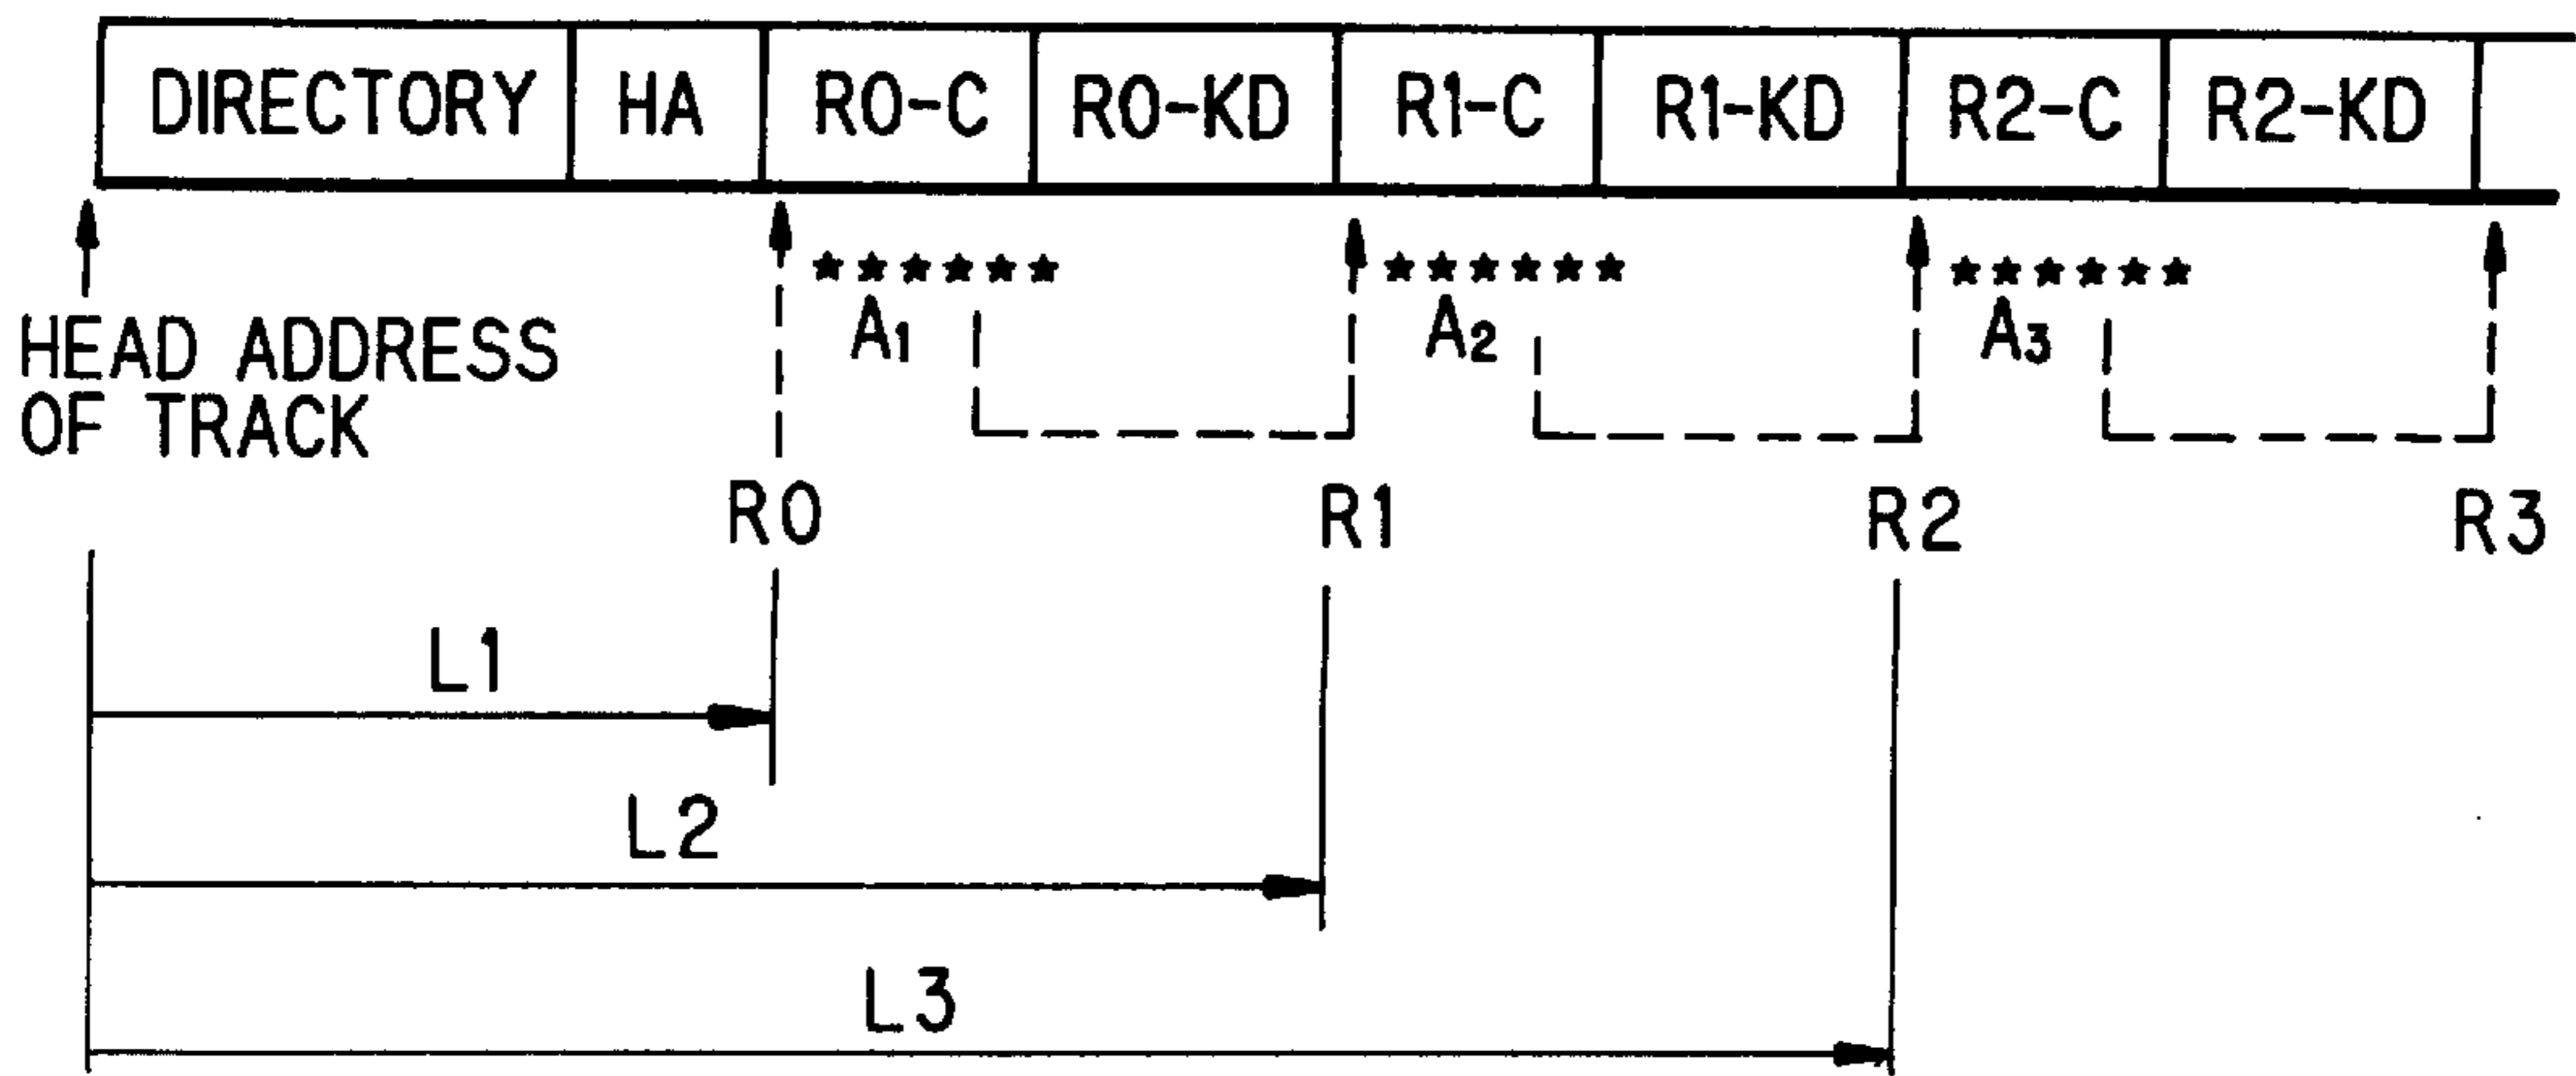 DIRECTORY HA R0-C R0-KD R1-C R1-KD R2-C R2-KD
****** ****** ******
A1 A2 A3
HEAD ADDRESS
OF TRACK
R0 R1 R2 R3
L1
L2
L3